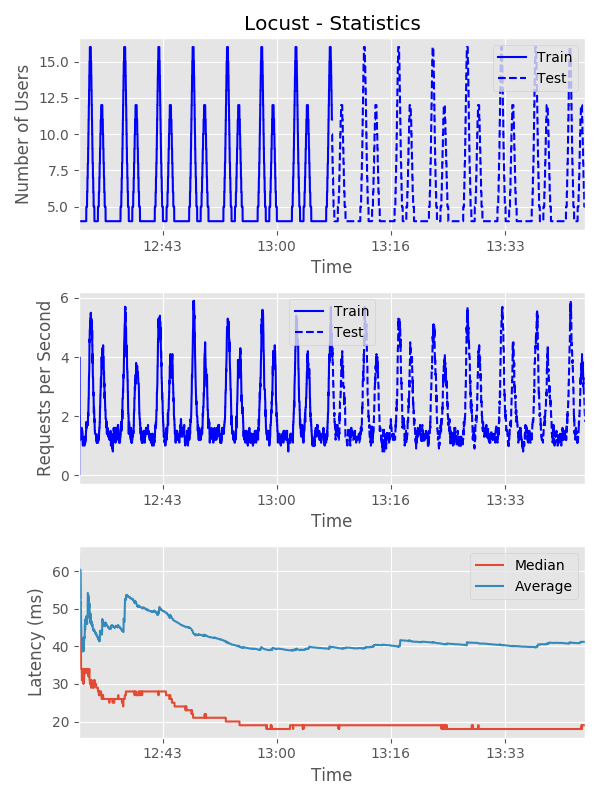 Locust - Statistics
Number of Users
15.0
12.5
10.0
7.5
5.0
Train
Test
12:43
13:00
13:16
13:33
Time
Requests per Second
6
4
2
0
Train
Test
12:43
13:00
13:16
13:33
Time
Latency (ms)
60
50
40
30
20
Median
Average
12:43
13:00
13:16
13:33
Time